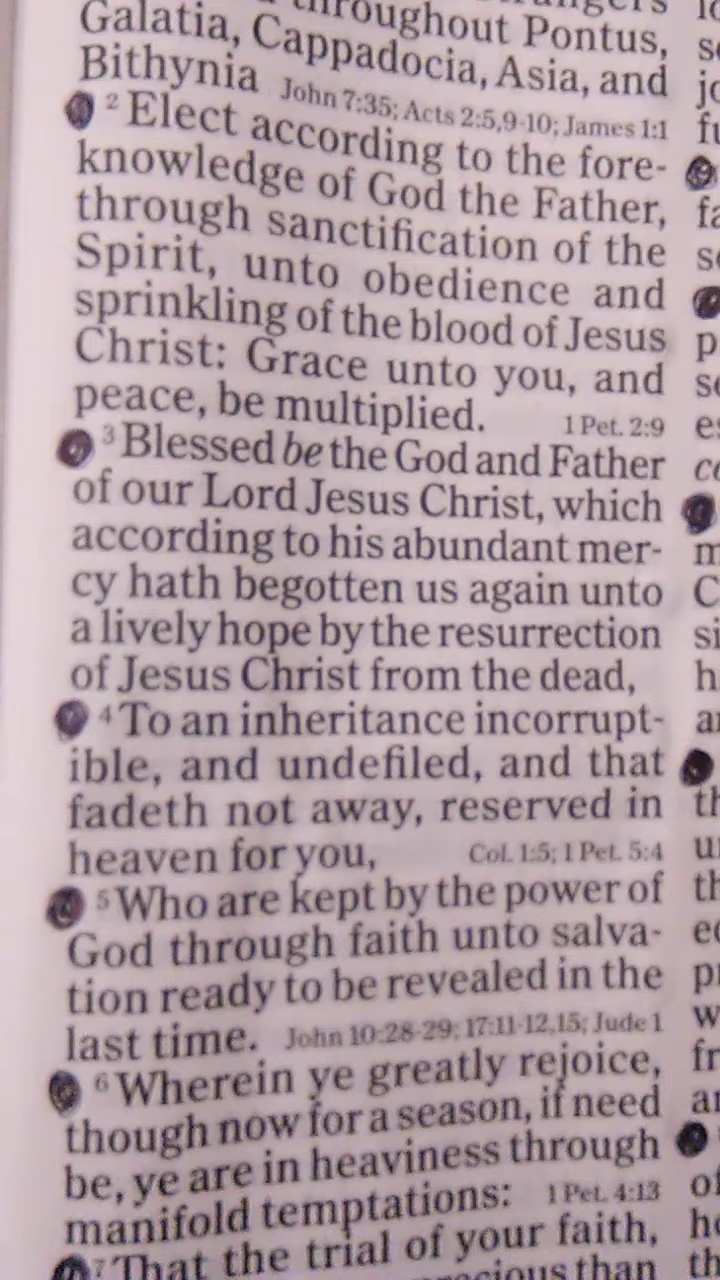 throughout Pontus,
Galatia, Cappadocia, Asia, and
Bithynia John 7:35; Acts 2:5,9-10; James 1:1
2 Elect according to the fore-
knowledge of God the Father,
through sanctification of the
Spirit, unto obedience and
sprinkling of the blood of Jesus
Christ: Grace unto you, and
peace, be multiplied. 1 Pet. 2:9
3 Blessed be the God and Father
of our Lord Jesus Christ, which
according to his abundant mer-
cy hath begotten us again unto
a lively hope by the resurrection
of Jesus Christ from the dead,
4 To an inheritance incorrupt-
ible, and undefiled, and that
fadeth not away, reserved in
heaven for you, Col. 1:5; 1 Pet. 5:4
5 Who are kept by the power of
God through faith unto salva-
tion ready to be revealed in the
last time. John 10:28-29; 17:11-12,15; Jude 1
6 Wherein ye greatly rejoice,
though now for a season, if need
be, ye are in heaviness through
manifold temptations: 1 Pet. 4:13
7 That the trial of your faith,
than